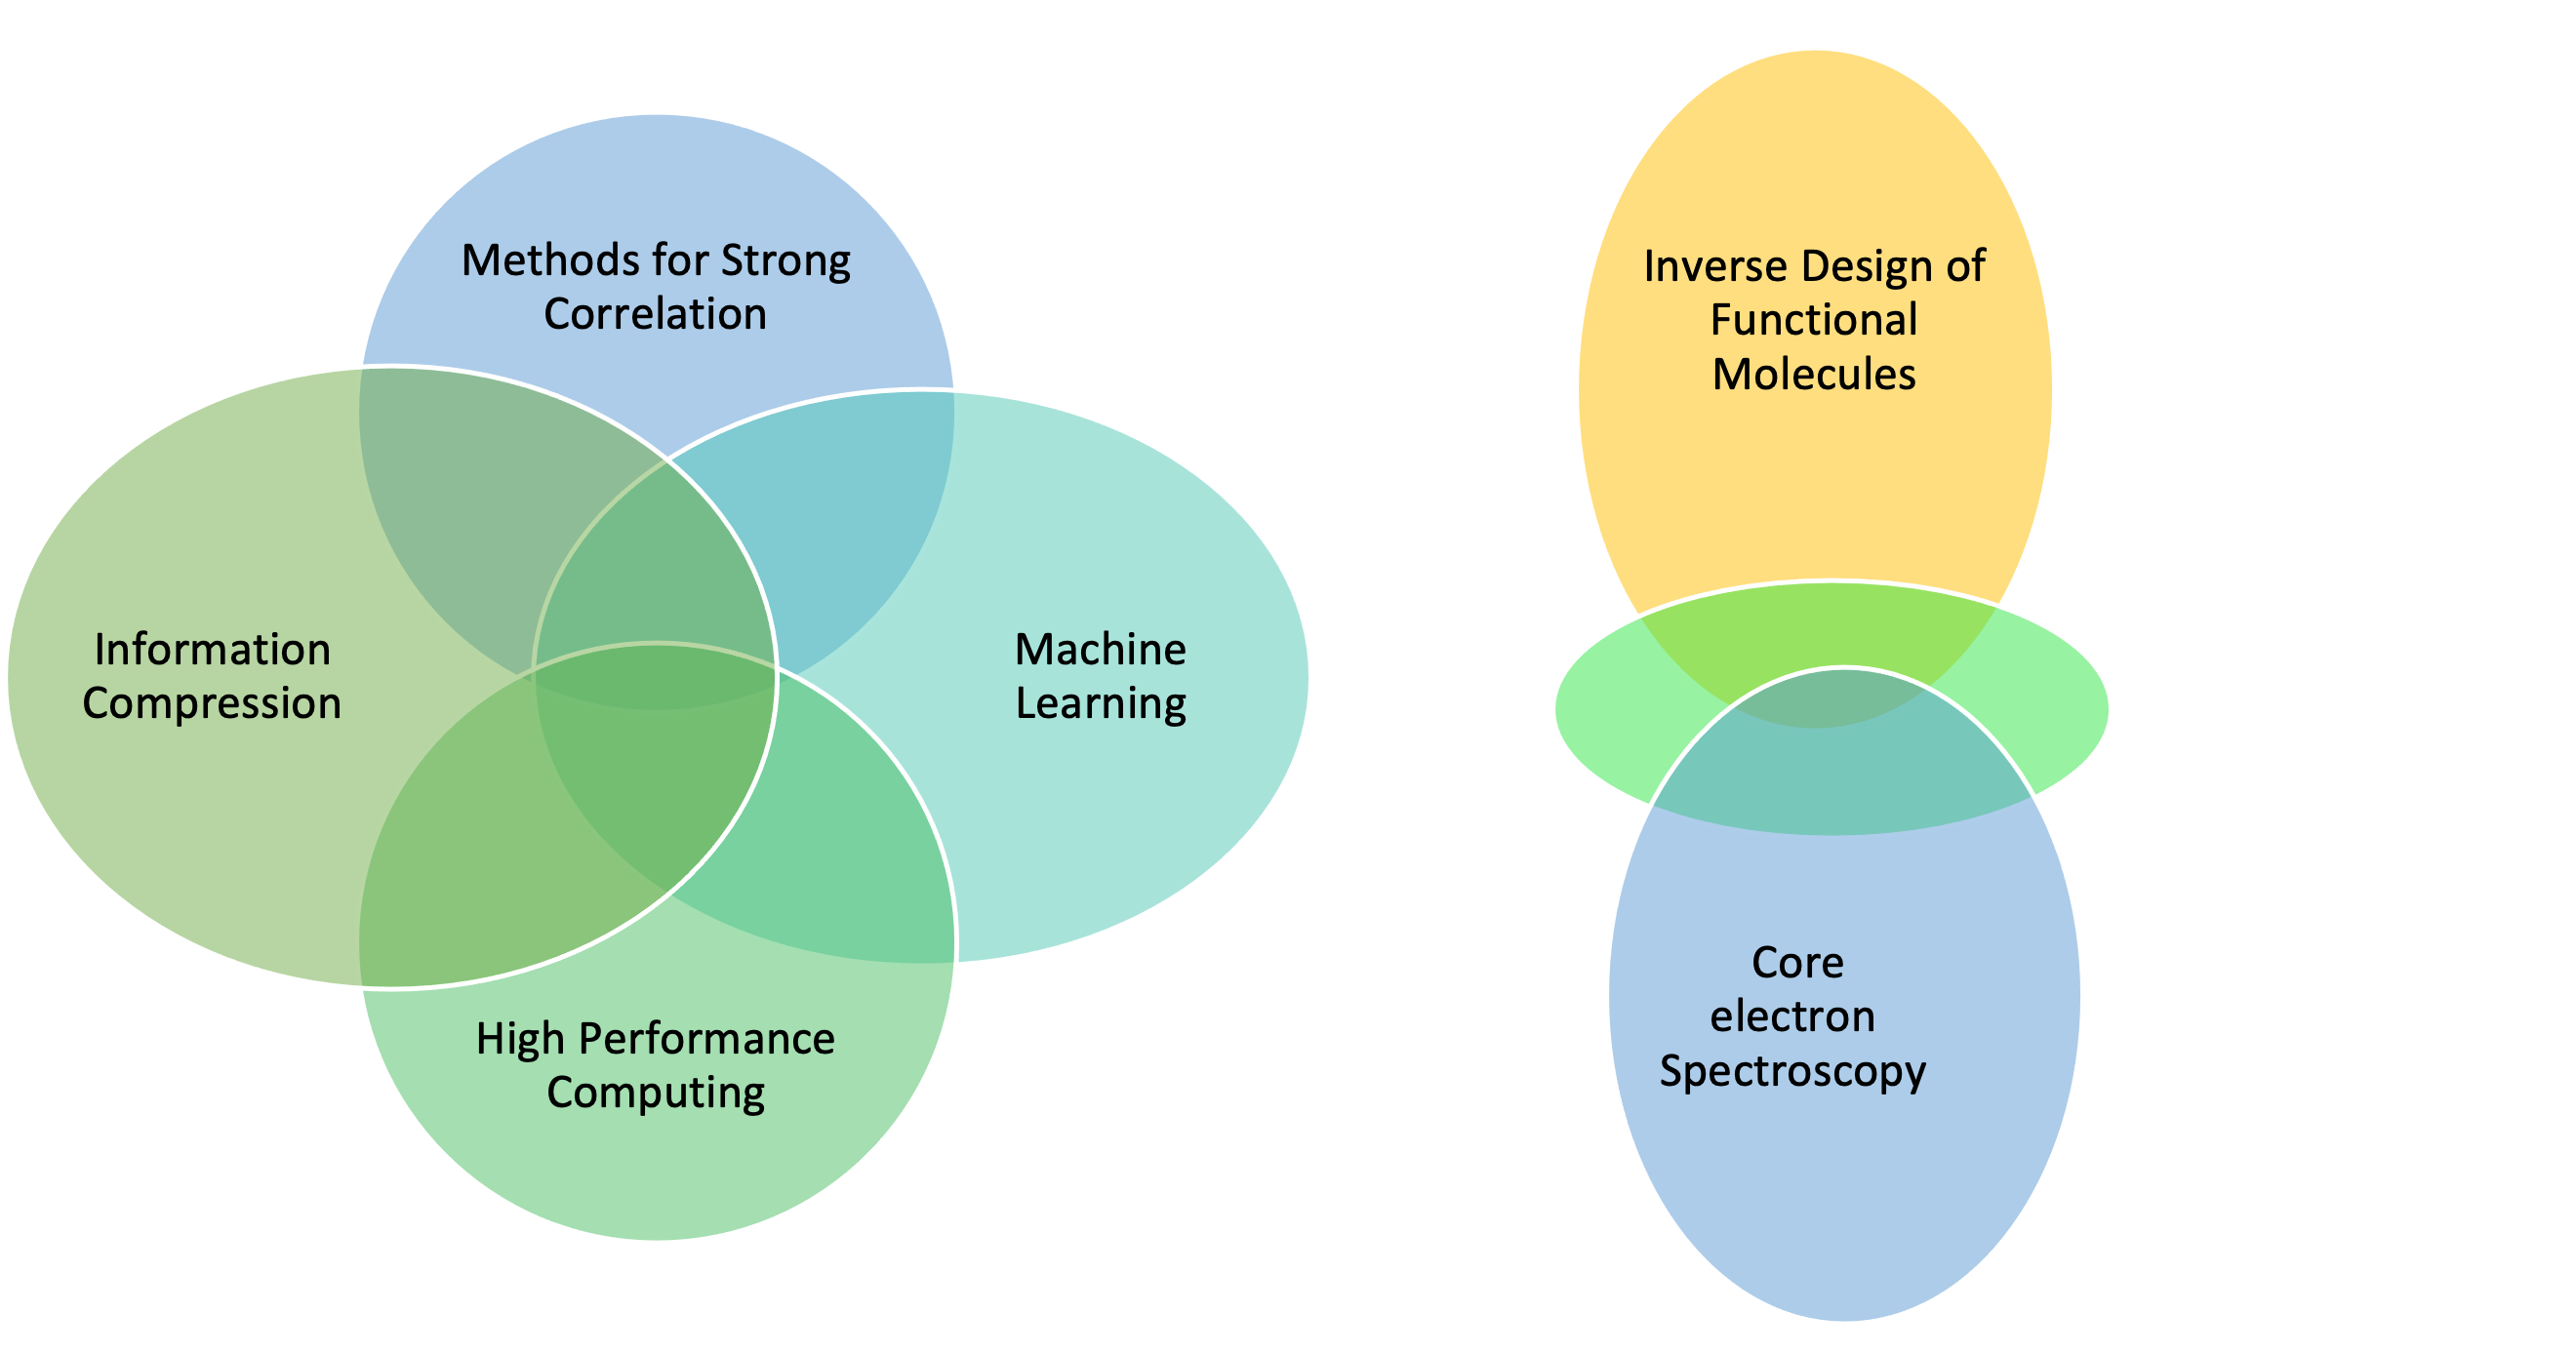 Methods for Strong
Correlation
Information
Compression
Machine
Learning
High Performance
Computing
Inverse Design of
Functional
Molecules
Core
electron
Spectroscopy